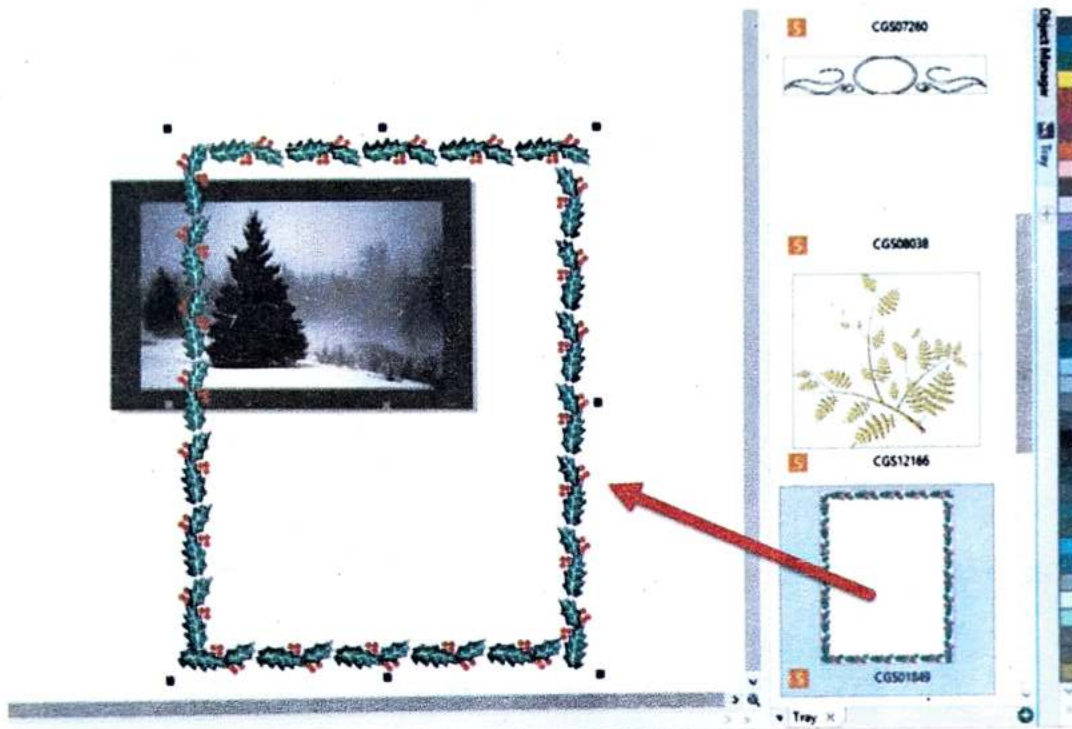 CGS07260
CGS08038
CGS12166
CGS01849
Object Manager
Tray
Tray